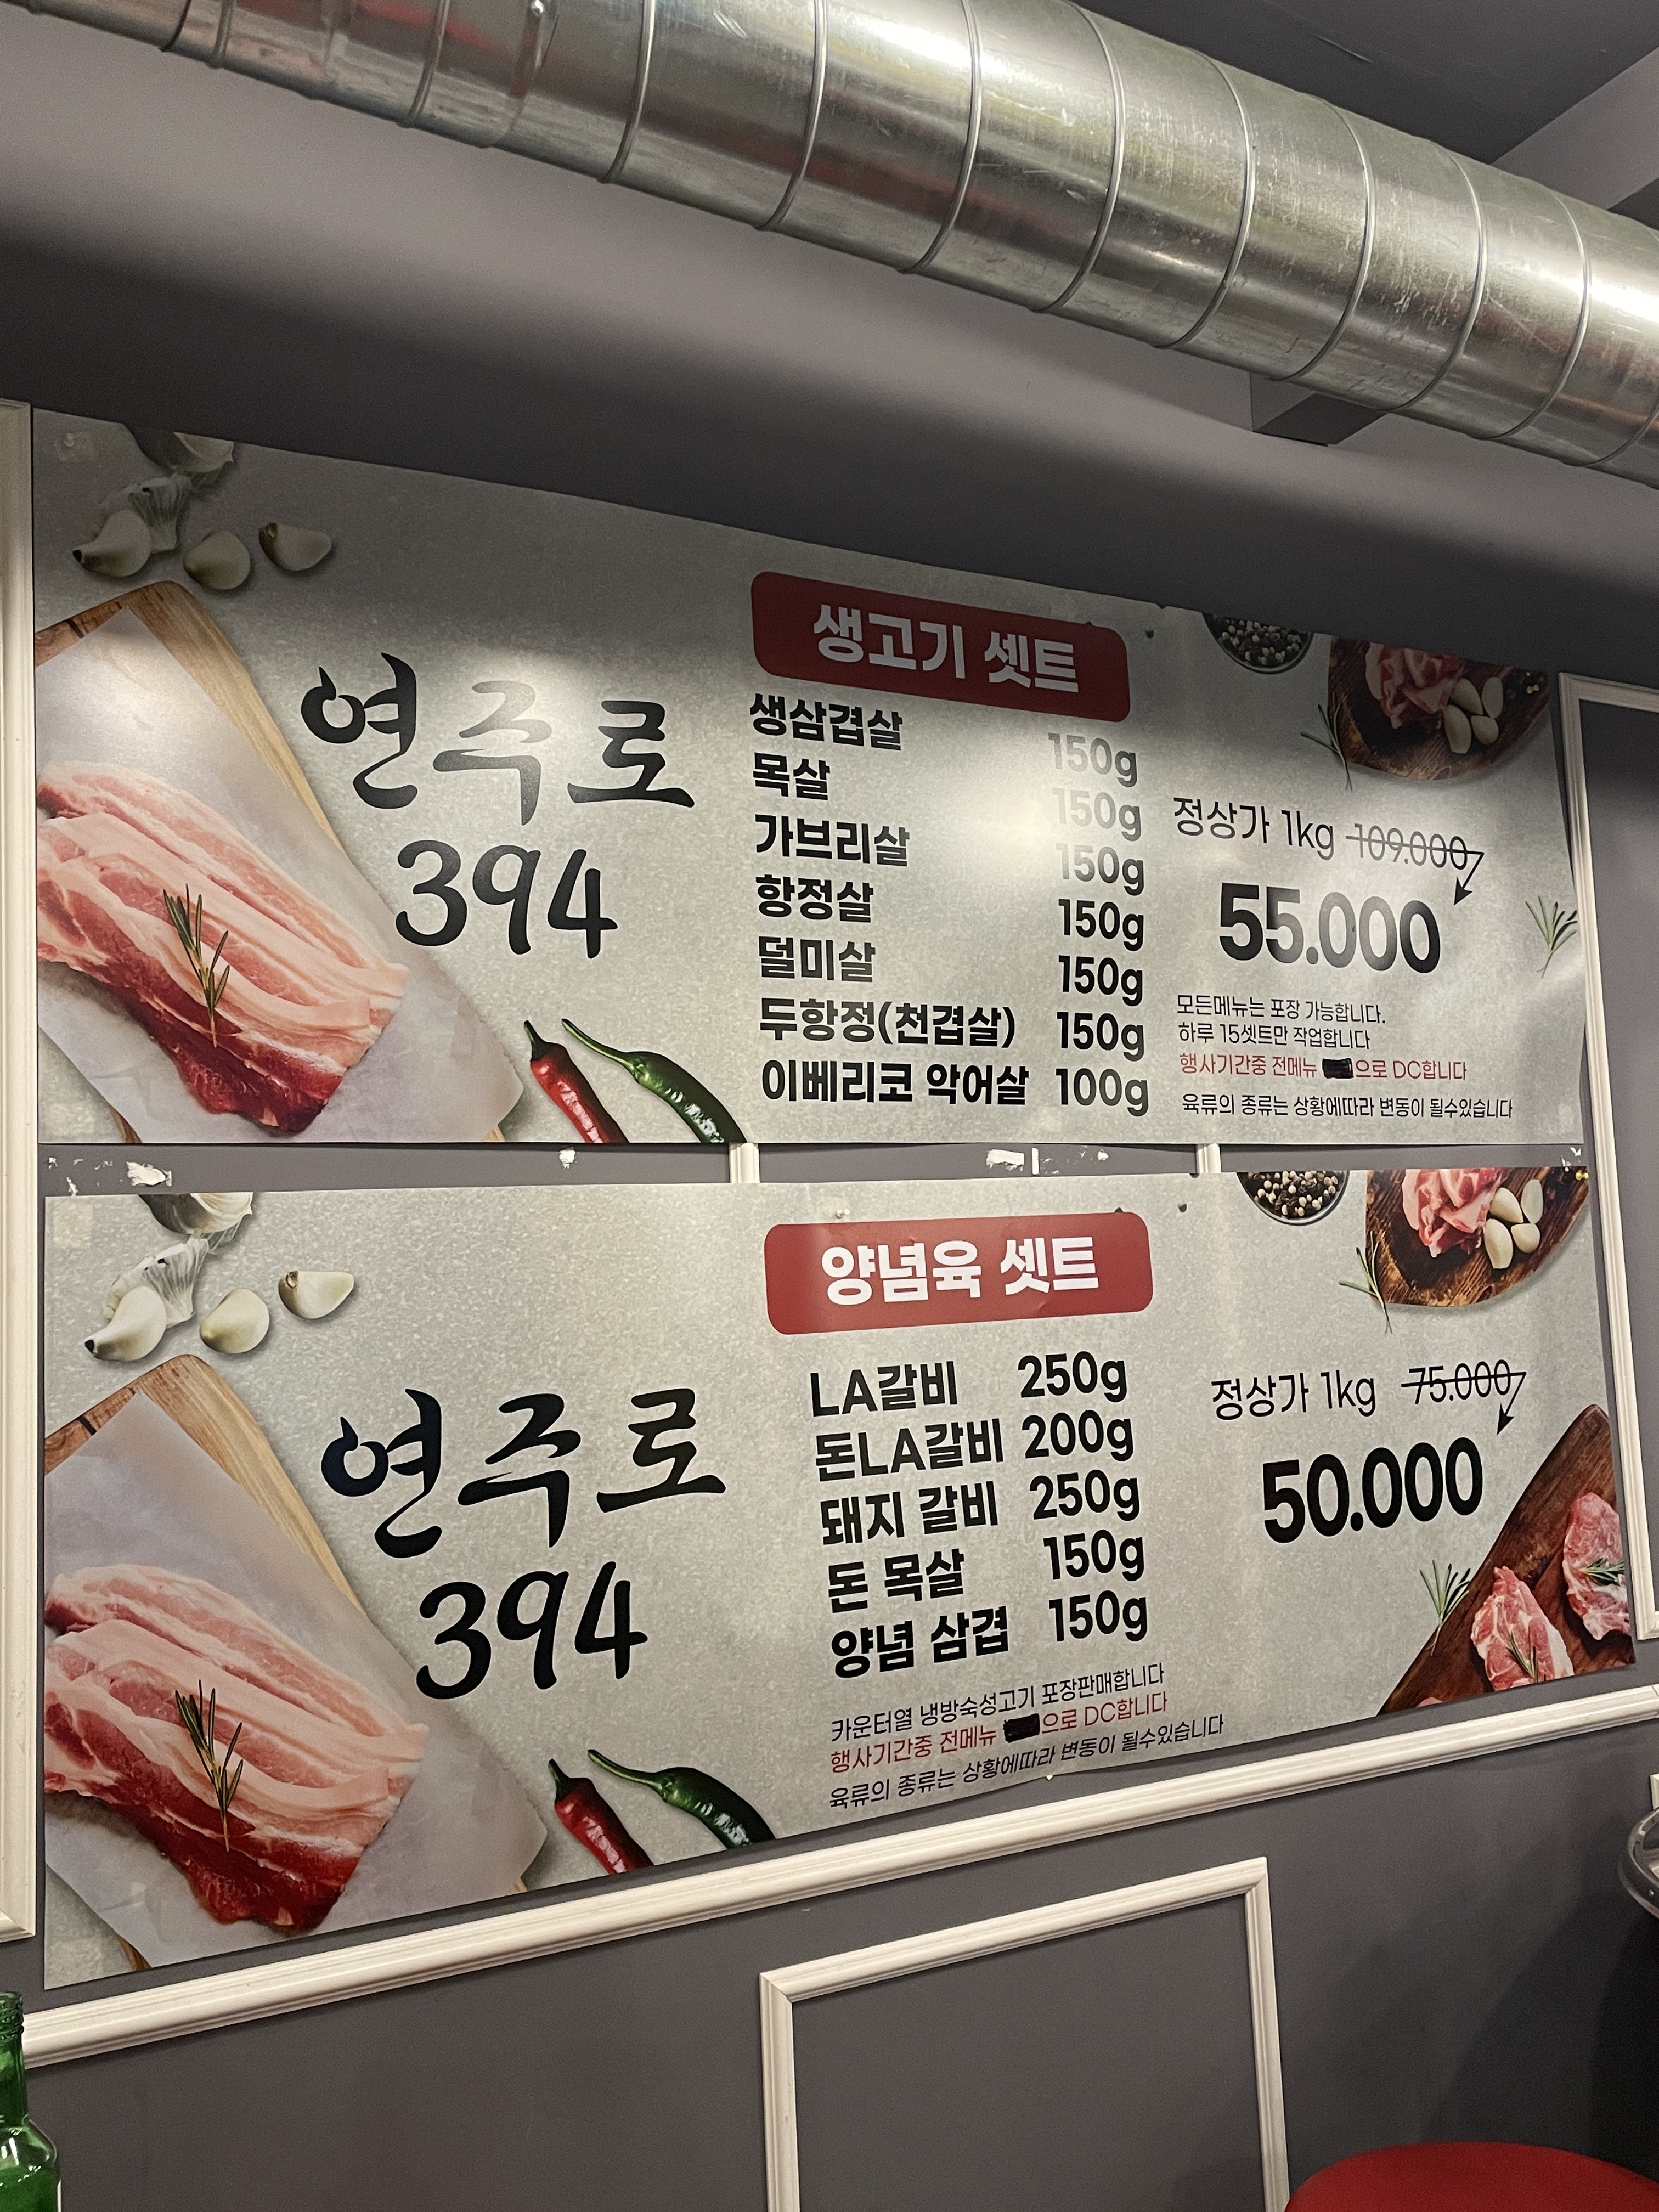 연주로
394
생고기 셋트
생삼겹살 150g
목살 150g
가브리살 150g
항정살 150g
덜미살 150g
두항정(천겹살) 150g
이베리코 악어살 100g
정상가 1kg 109.000
55.000
모든메뉴는 포장 가능합니다.
하루 15셋트만 작업합니다
행사기간중 전메뉴 으로 DC합니다
육류의 종류는 상황에따라 변동이 될수있습니다
연주로
394
양념육 셋트
LA갈비 250g
돈LA갈비 200g
돼지 갈비 250g
돈 목살 150g
양념 삼겹 150g
정상가 1kg 75.000
50.000
카운터열 냉방숙성고기 포장판매합니다
행사기간중 전메뉴 으로 DC합니다
육류의 종류는 상황에따라 변동이 될수있습니다